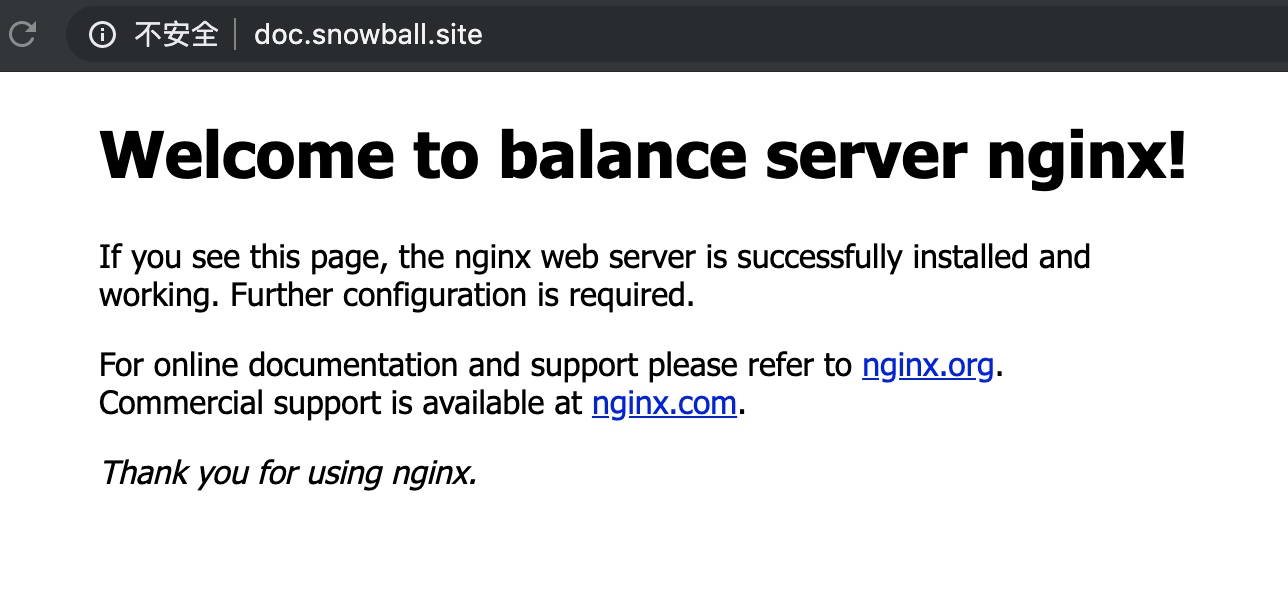 不安全 doc.snowball.site
Welcome to balance server nginx!
If you see this page, the nginx web server is successfully installed and
working. Further configuration is required.
For online documentation and support please refer to nginx.org.
Commercial support is available at nginx.com.
Thank you for using nginx.